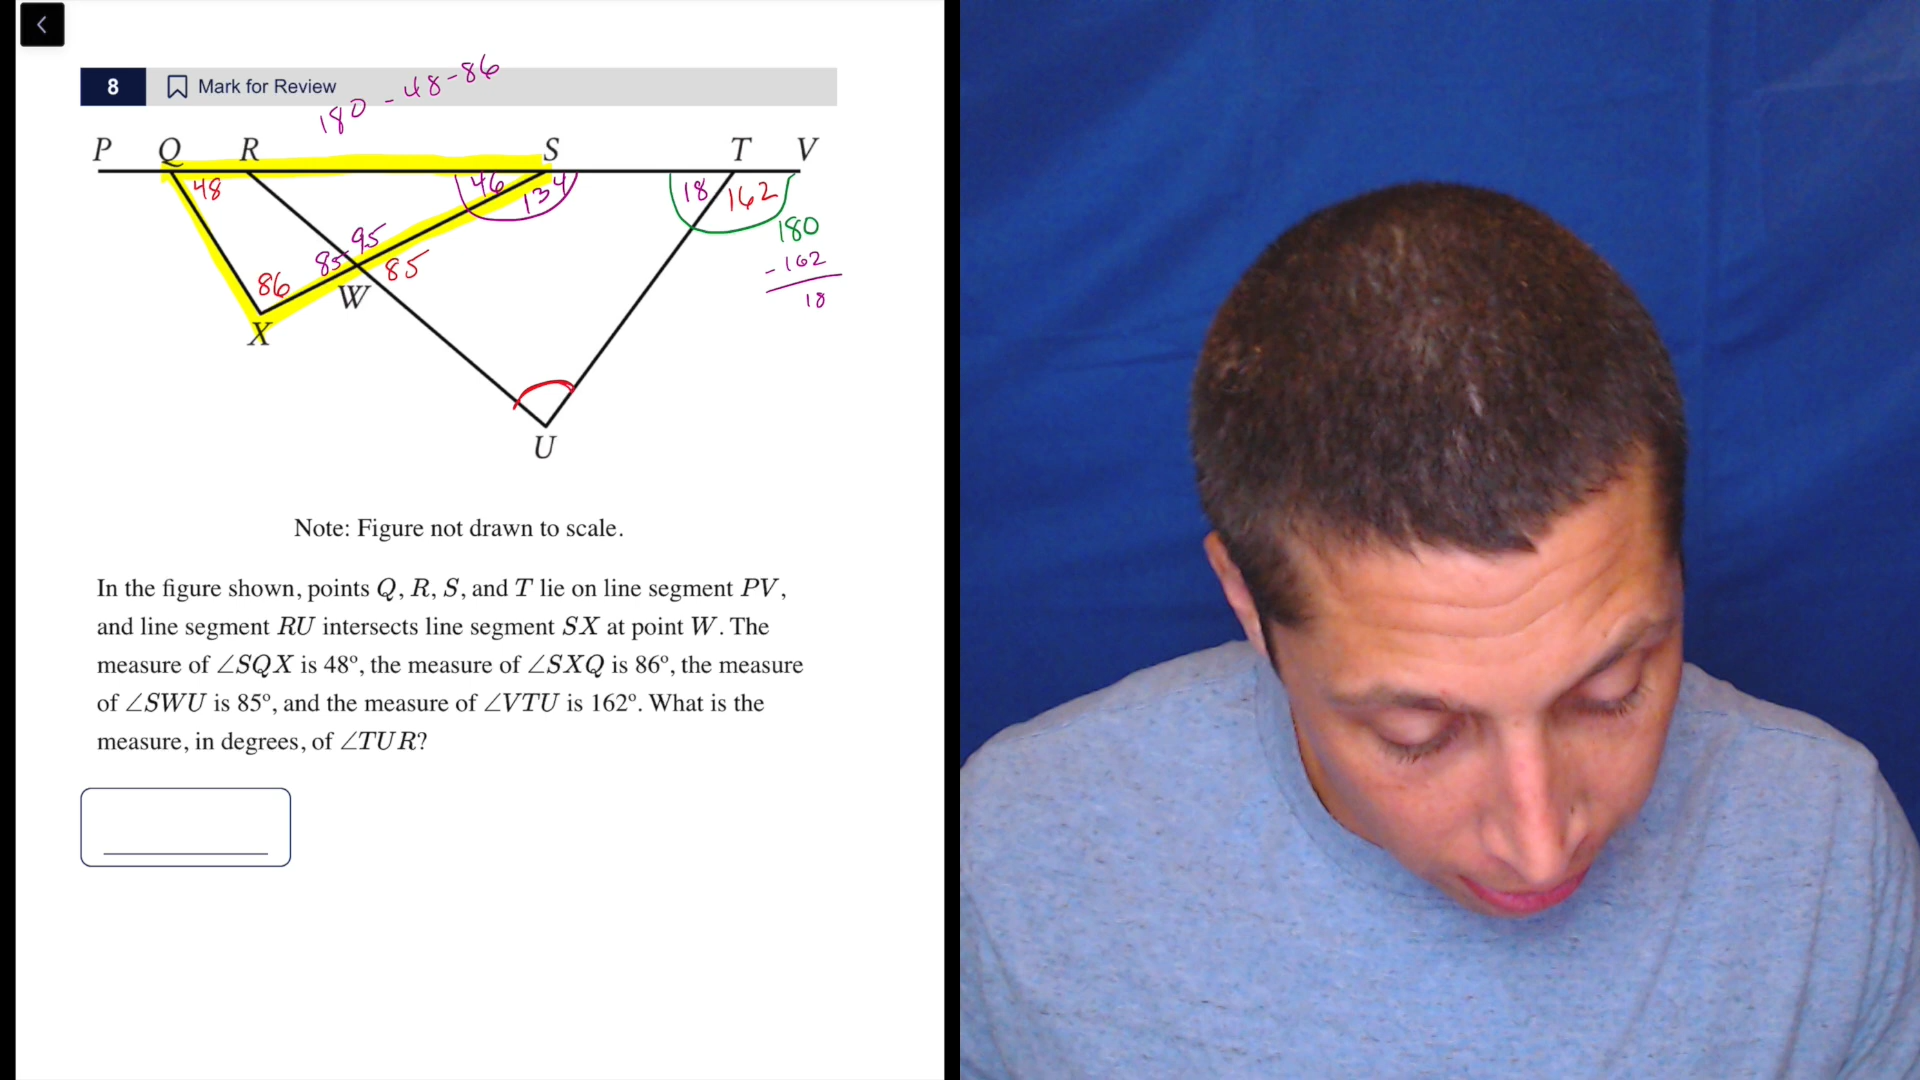 8 Mark for Review
180 - 48 - 86
P Q R S T V
48 46 134 18 162
180
95
85 85
- 162
86
W
18
X
U
Note: Figure not drawn to scale.
In the figure shown, points Q, R, S, and T lie on line segment PV,
and line segment RU intersects line segment SX at point W. The
measure of ∠SQX is 48°, the measure of ∠SXQ is 86°, the measure
of ∠SWU is 85°, and the measure of ∠VTU is 162°. What is the
measure, in degrees, of ∠TUR?